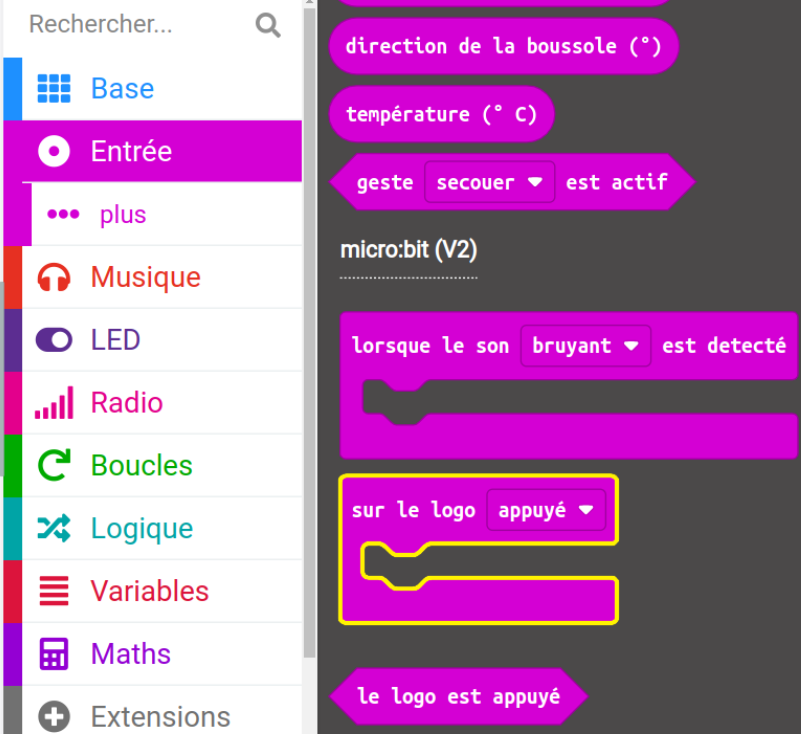 Rechercher...
Base
Entrée
plus
Musique
LED
Radio
Boucles
Logique
Variables
Maths
Extensions
direction de la boussole (°)
température (° C)
geste secouer est actif
micro:bit (V2)
lorsque le son bruyant est detecté
sur le logo appuyé
le logo est appuyé